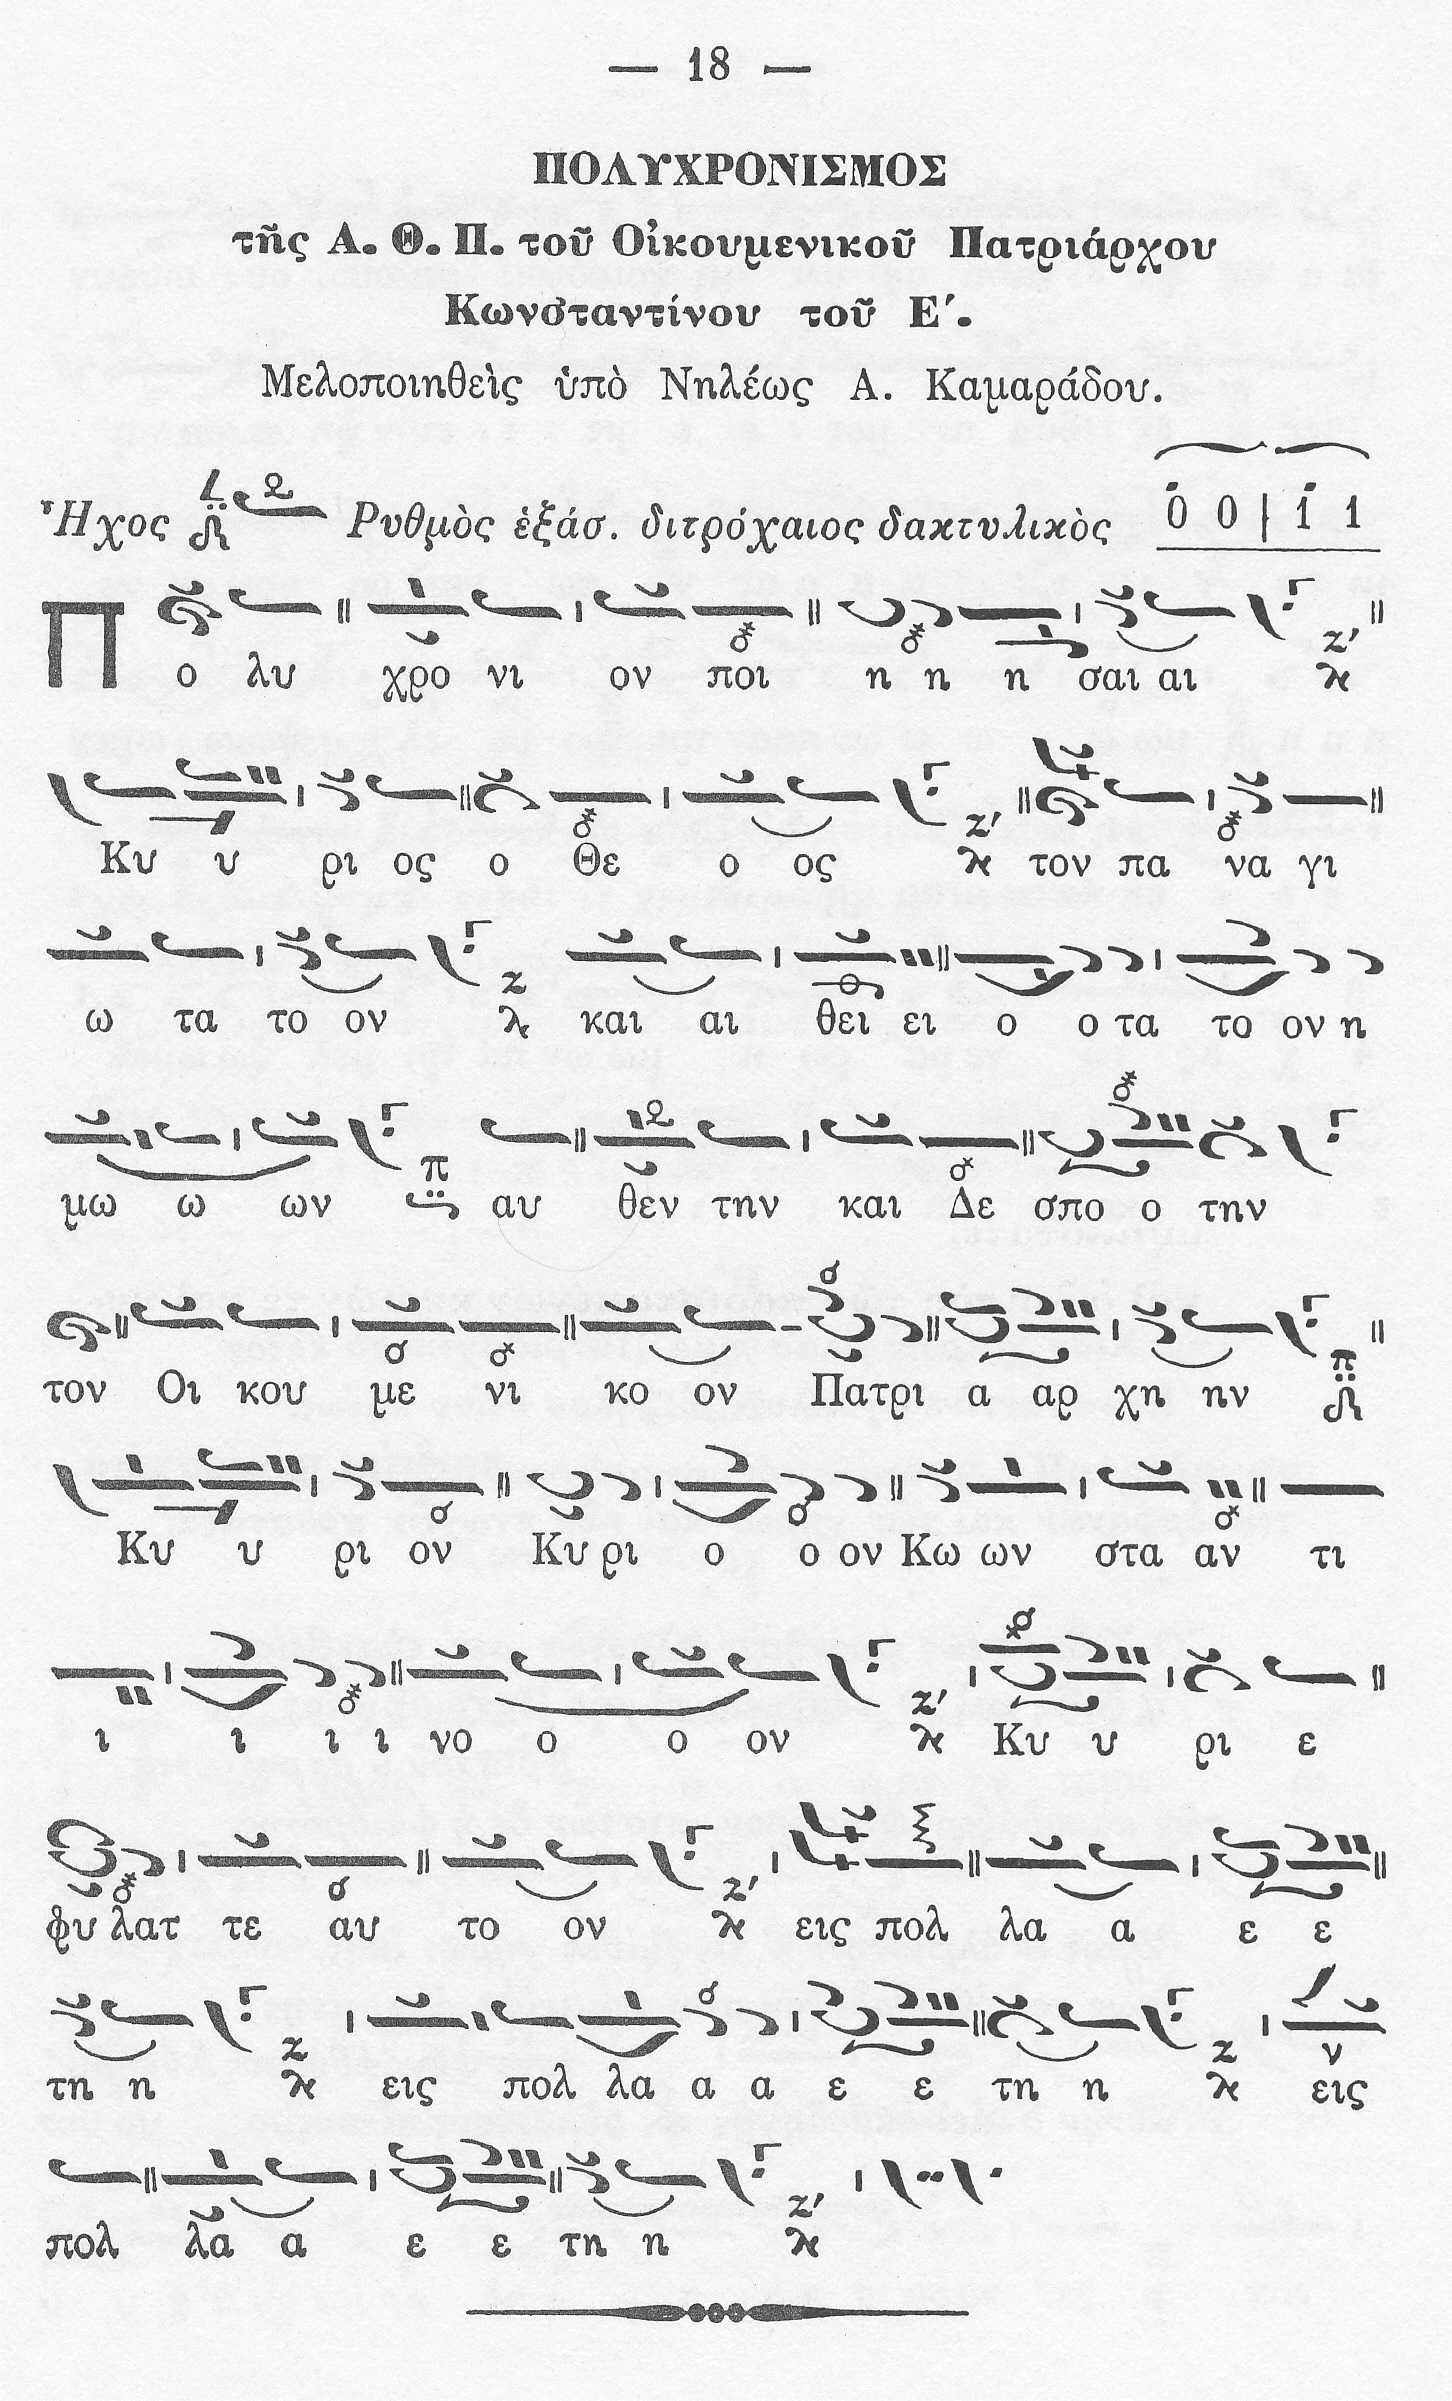 — 18 —
ΠΟΛΥΧΡΟΝΙΣΜΟΣ
τῆς Α. Θ. Π. τοῦ Οἰκουμενικοῦ Πατριάρχου
Κωνσταντίνου τοῦ Ε΄.
Μελοποιηθεὶς ὑπὸ Νηλέως Α. Καμαράδου.
Ἦχος Ῥυθμὸς ἑξάσ. διτρόχαιος δακτυλικὸς 0 0 | 1 1
Π ο λυ χρο νι ον ποι η η η σαι αι
Κυ υ ρι ος ο Θε ο ος τον πα να γι
ω τα το ον και αι θει ει ο ο τα το ον η
μω ω ων αυ θεν την και Δε σπο ο την
τον Οι κου με νι κο ον Πατρι α αρ χη ην
Κυ υ ρι ον Κυ ρι ο ο ον Κω ων στα αν τι
ι ι ι ι νο ο ο ον Κυ υ ρι ε
φυ λατ τε αυ το ον εις πολ λα α ε ε
τη η εις πολ λα α α ε ε τη η εις
πολ λα α ε ε τη η